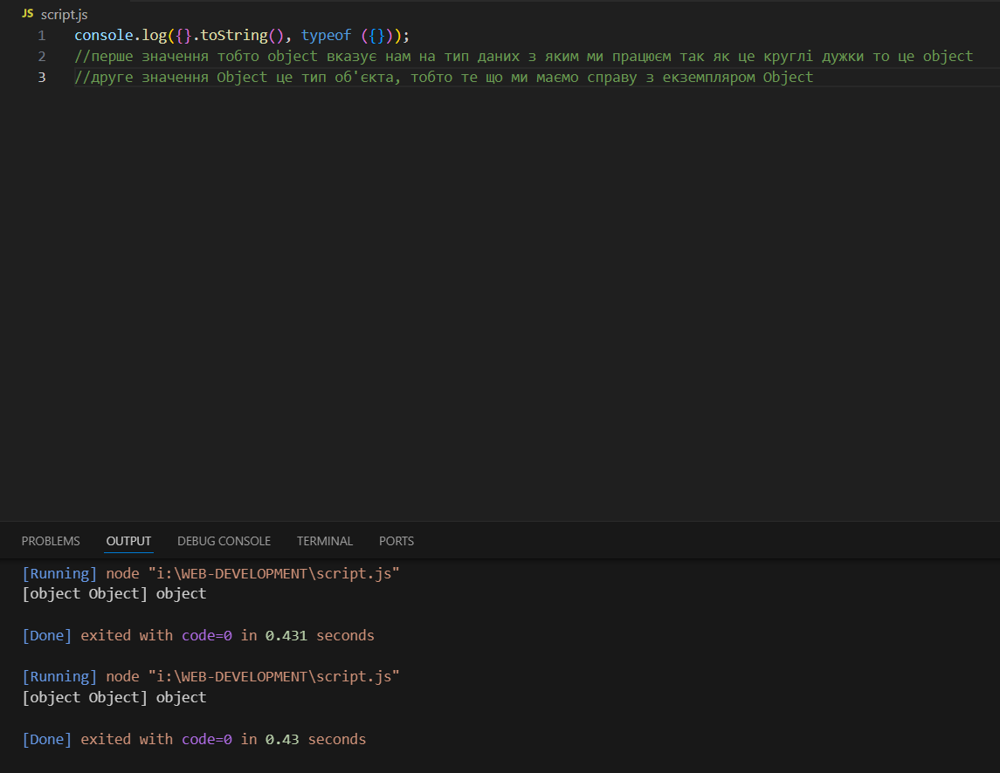 JS script.js
1 console.log({}.toString(), typeof ({}));
2 //перше значення тобто object вказує нам на тип даних з яким ми працюєм так як це круглі дужки то це object
3 //друге значення Object це тип об'єкта, тобто те що ми маємо справу з екземпляром Object
PROBLEMS OUTPUT DEBUG CONSOLE TERMINAL PORTS
[Running] node "i:\WEB-DEVELOPMENT\script.js"
[object Object] object
[Done] exited with code=0 in 0.431 seconds
[Running] node "i:\WEB-DEVELOPMENT\script.js"
[object Object] object
[Done] exited with code=0 in 0.43 seconds